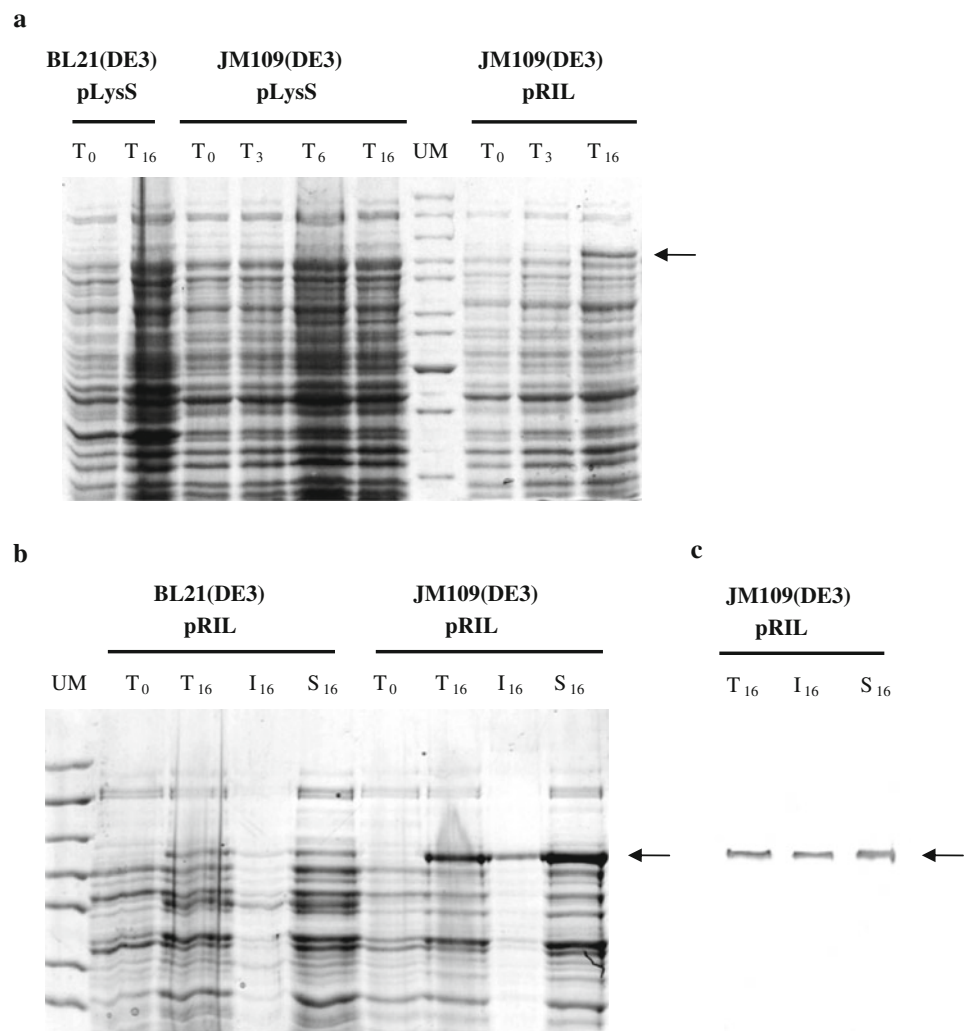 a
BL21(DE3) JM109(DE3) JM109(DE3)
pLysS pLysS pRIL
T0 T16 T0 T3 T6 T16 UM T0 T3 T16
b c
BL21(DE3) JM109(DE3) JM109(DE3)
pRIL pRIL pRIL
UM T0 T16 I16 S16 T0 T16 I16 S16 T16 I16 S16